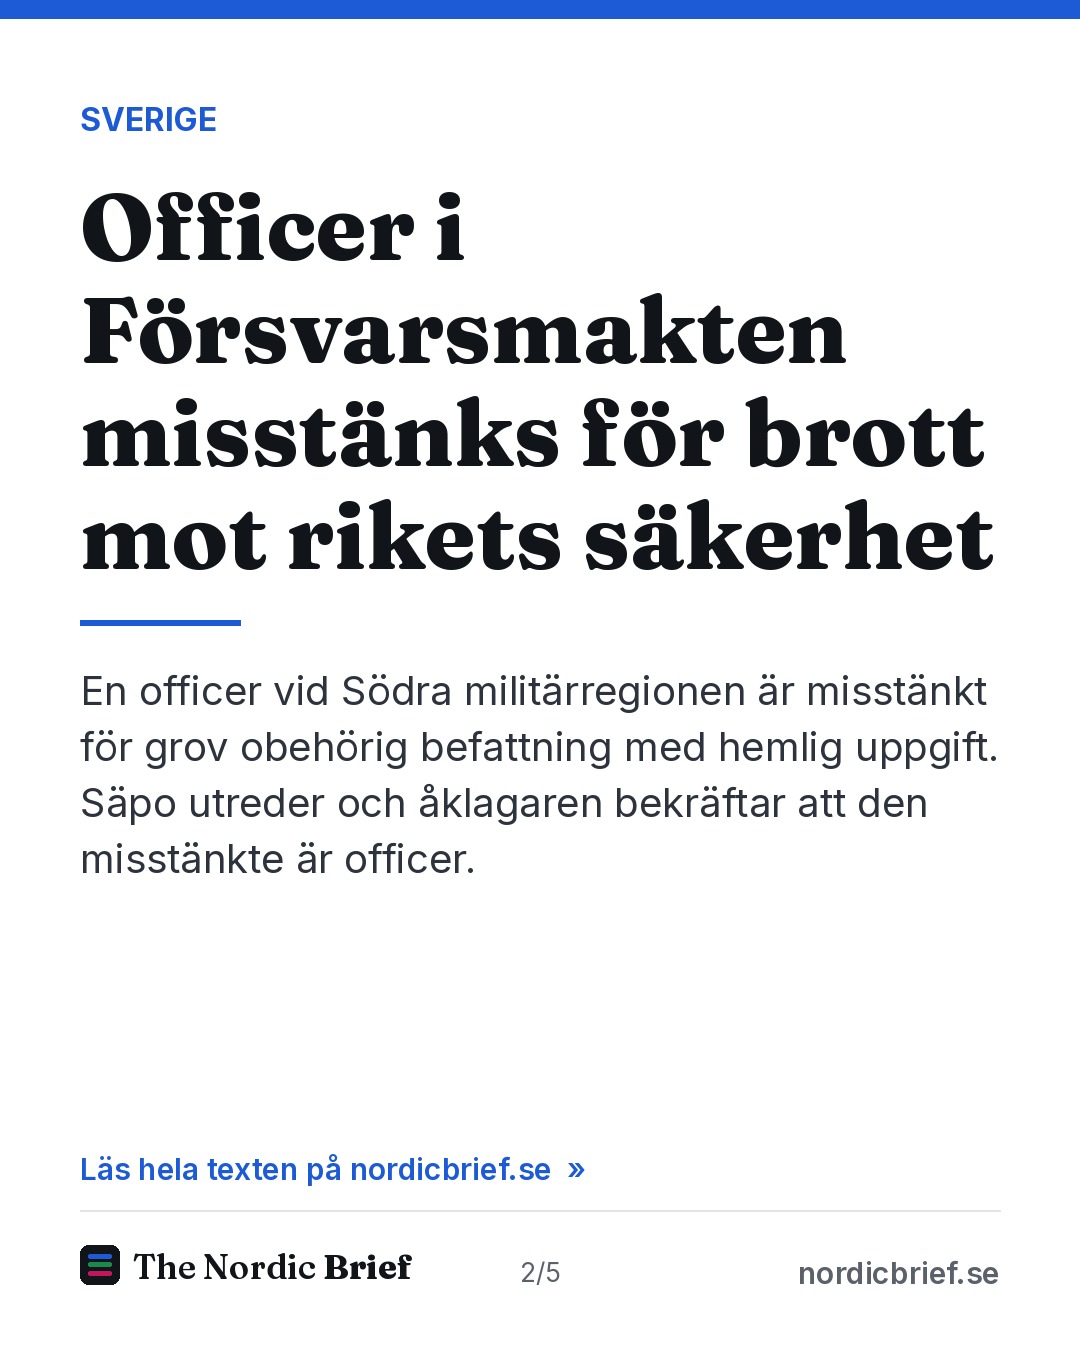 SVERIGE
Officer i
Försvarsmakten
misstänks för brott
mot rikets säkerhet
En officer vid Södra militärregionen är misstänkt
för grov obehörig befattning med hemlig uppgift.
Säpo utreder och åklagaren bekräftar att den
misstänkte är officer.
Läs hela texten på nordicbrief.se »
The Nordic Brief
2/5
nordicbrief.se